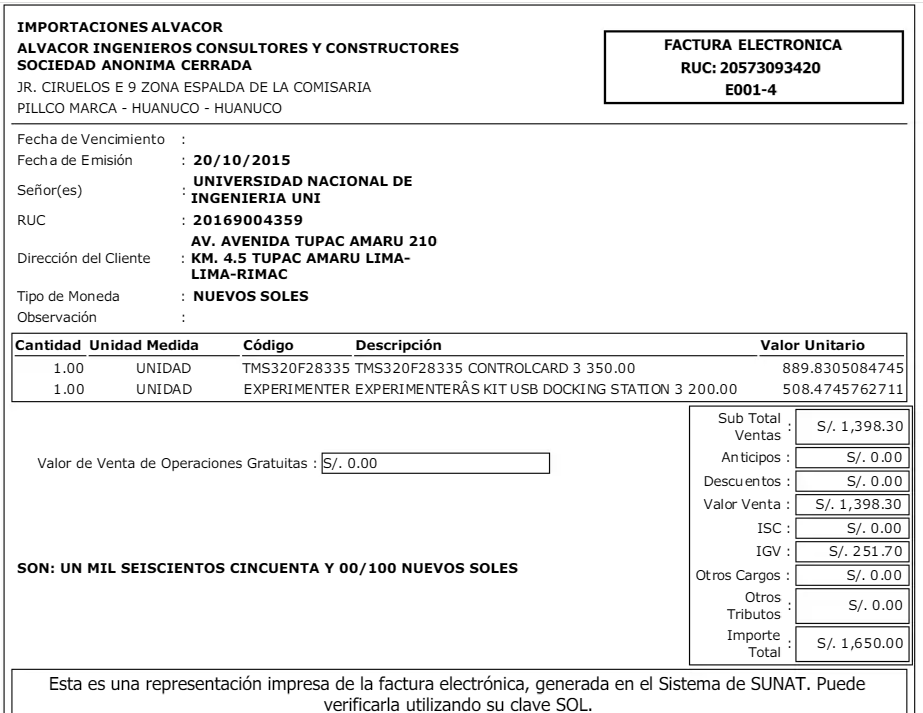 IMPORTACIONES ALVACOR
ALVACOR INGENIEROS CONSULTORES Y CONSTRUCTORES
SOCIEDAD ANONIMA CERRADA
JR. CIRUELOS E 9 ZONA ESPALDA DE LA COMISARIA
PILLCO MARCA - HUANUCO - HUANUCO
FACTURA ELECTRONICA
RUC: 20573093420
E001-4
Fecha de Vencimiento :
Fecha de Emisión : 20/10/2015
Señor(es) : UNIVERSIDAD NACIONAL DE
INGENIERIA UNI
RUC : 20169004359
Dirección del Cliente : AV. AVENIDA TUPAC AMARU 210
KM. 4.5 TUPAC AMARU LIMA-
LIMA-RIMAC
Tipo de Moneda : NUEVOS SOLES
Observación :
Cantidad Unidad Medida Código Descripción Valor Unitario
1.00 UNIDAD TMS320F28335 TMS320F28335 CONTROLCARD 3 350.00 889.8305084745
1.00 UNIDAD EXPERIMENTER EXPERIMENTERÂS KIT USB DOCKING STATION 3 200.00 508.4745762711
Valor de Venta de Operaciones Gratuitas : S/. 0.00
SON: UN MIL SEISCIENTOS CINCUENTA Y 00/100 NUEVOS SOLES
Sub Total
Ventas : S/. 1,398.30
Anticipos : S/. 0.00
Descuentos : S/. 0.00
Valor Venta : S/. 1,398.30
ISC : S/. 0.00
IGV : S/. 251.70
Otros Cargos : S/. 0.00
Otros
Tributos : S/. 0.00
Importe
Total : S/. 1,650.00
Esta es una representación impresa de la factura electrónica, generada en el Sistema de SUNAT. Puede
verificarla utilizando su clave SOL.